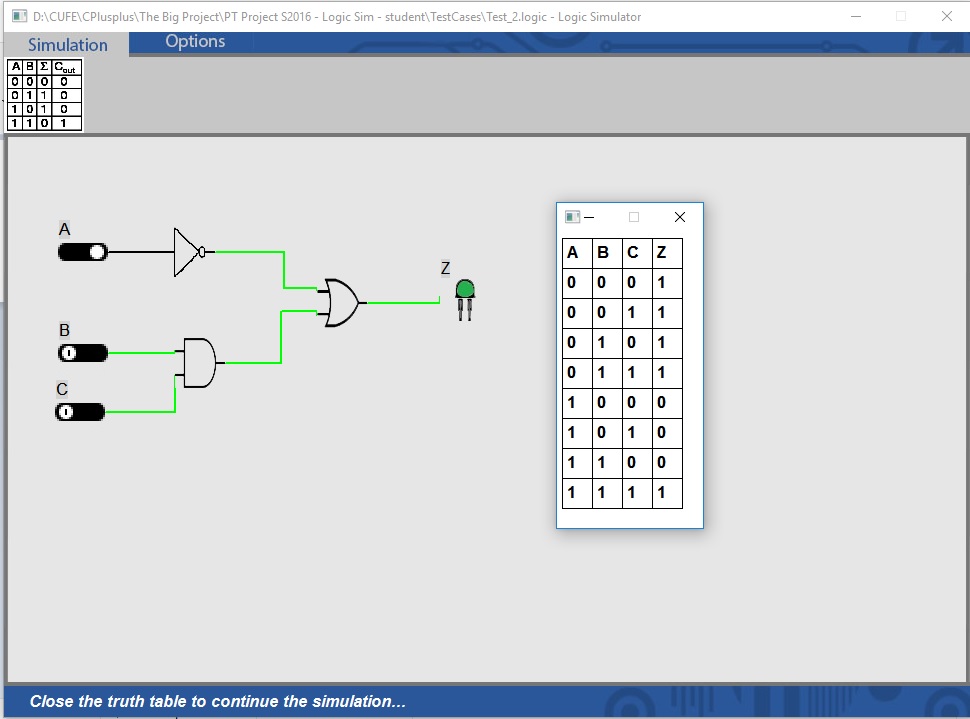 D:\CUFE\CPlusplus\The Big Project\PT Project S2016 - Logic Sim - student\TestCases\Test_2.logic - Logic Simulator
Simulation Options
A B Σ Cout
0 0 0 0
0 1 1 0
1 0 1 0
1 1 0 1
A
B
C
Z
A B C Z
0 0 0 1
0 0 1 1
0 1 0 1
0 1 1 1
1 0 0 0
1 0 1 0
1 1 0 0
1 1 1 1
Close the truth table to continue the simulation...